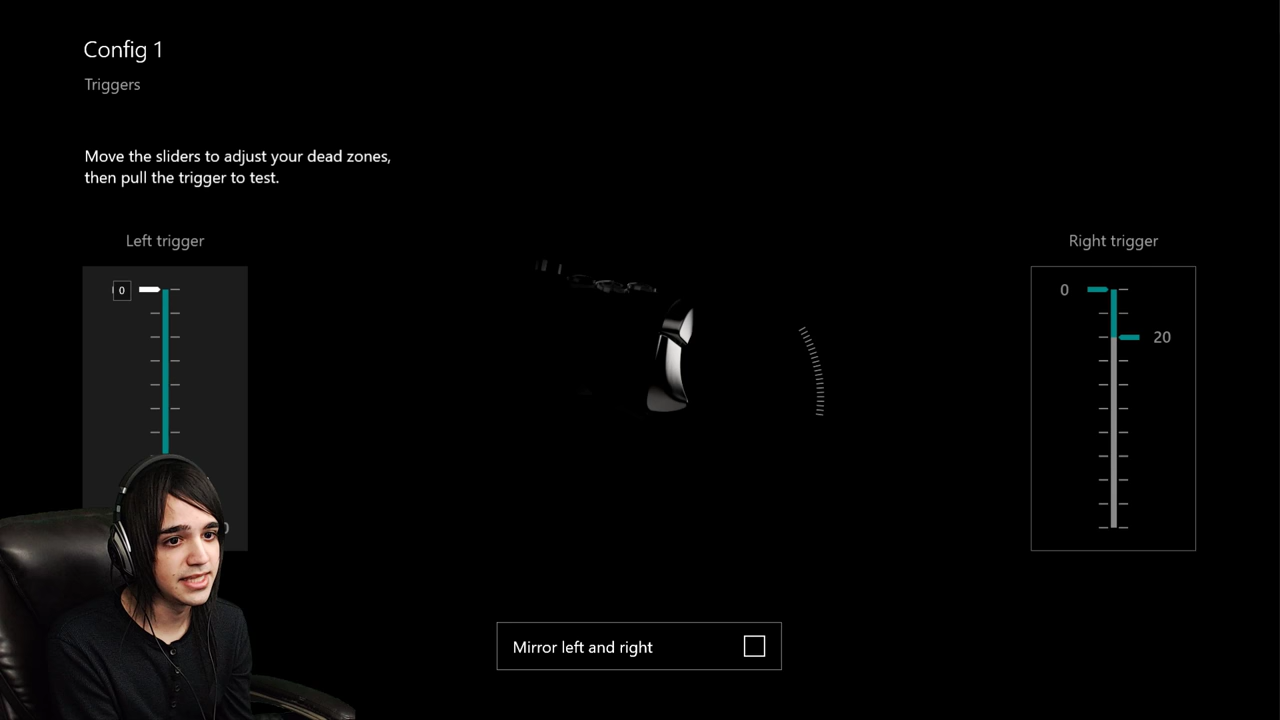 Config 1
Triggers
Move the sliders to adjust your dead zones,
then pull the trigger to test.
Left trigger
0
Right trigger
0
20
Mirror left and right